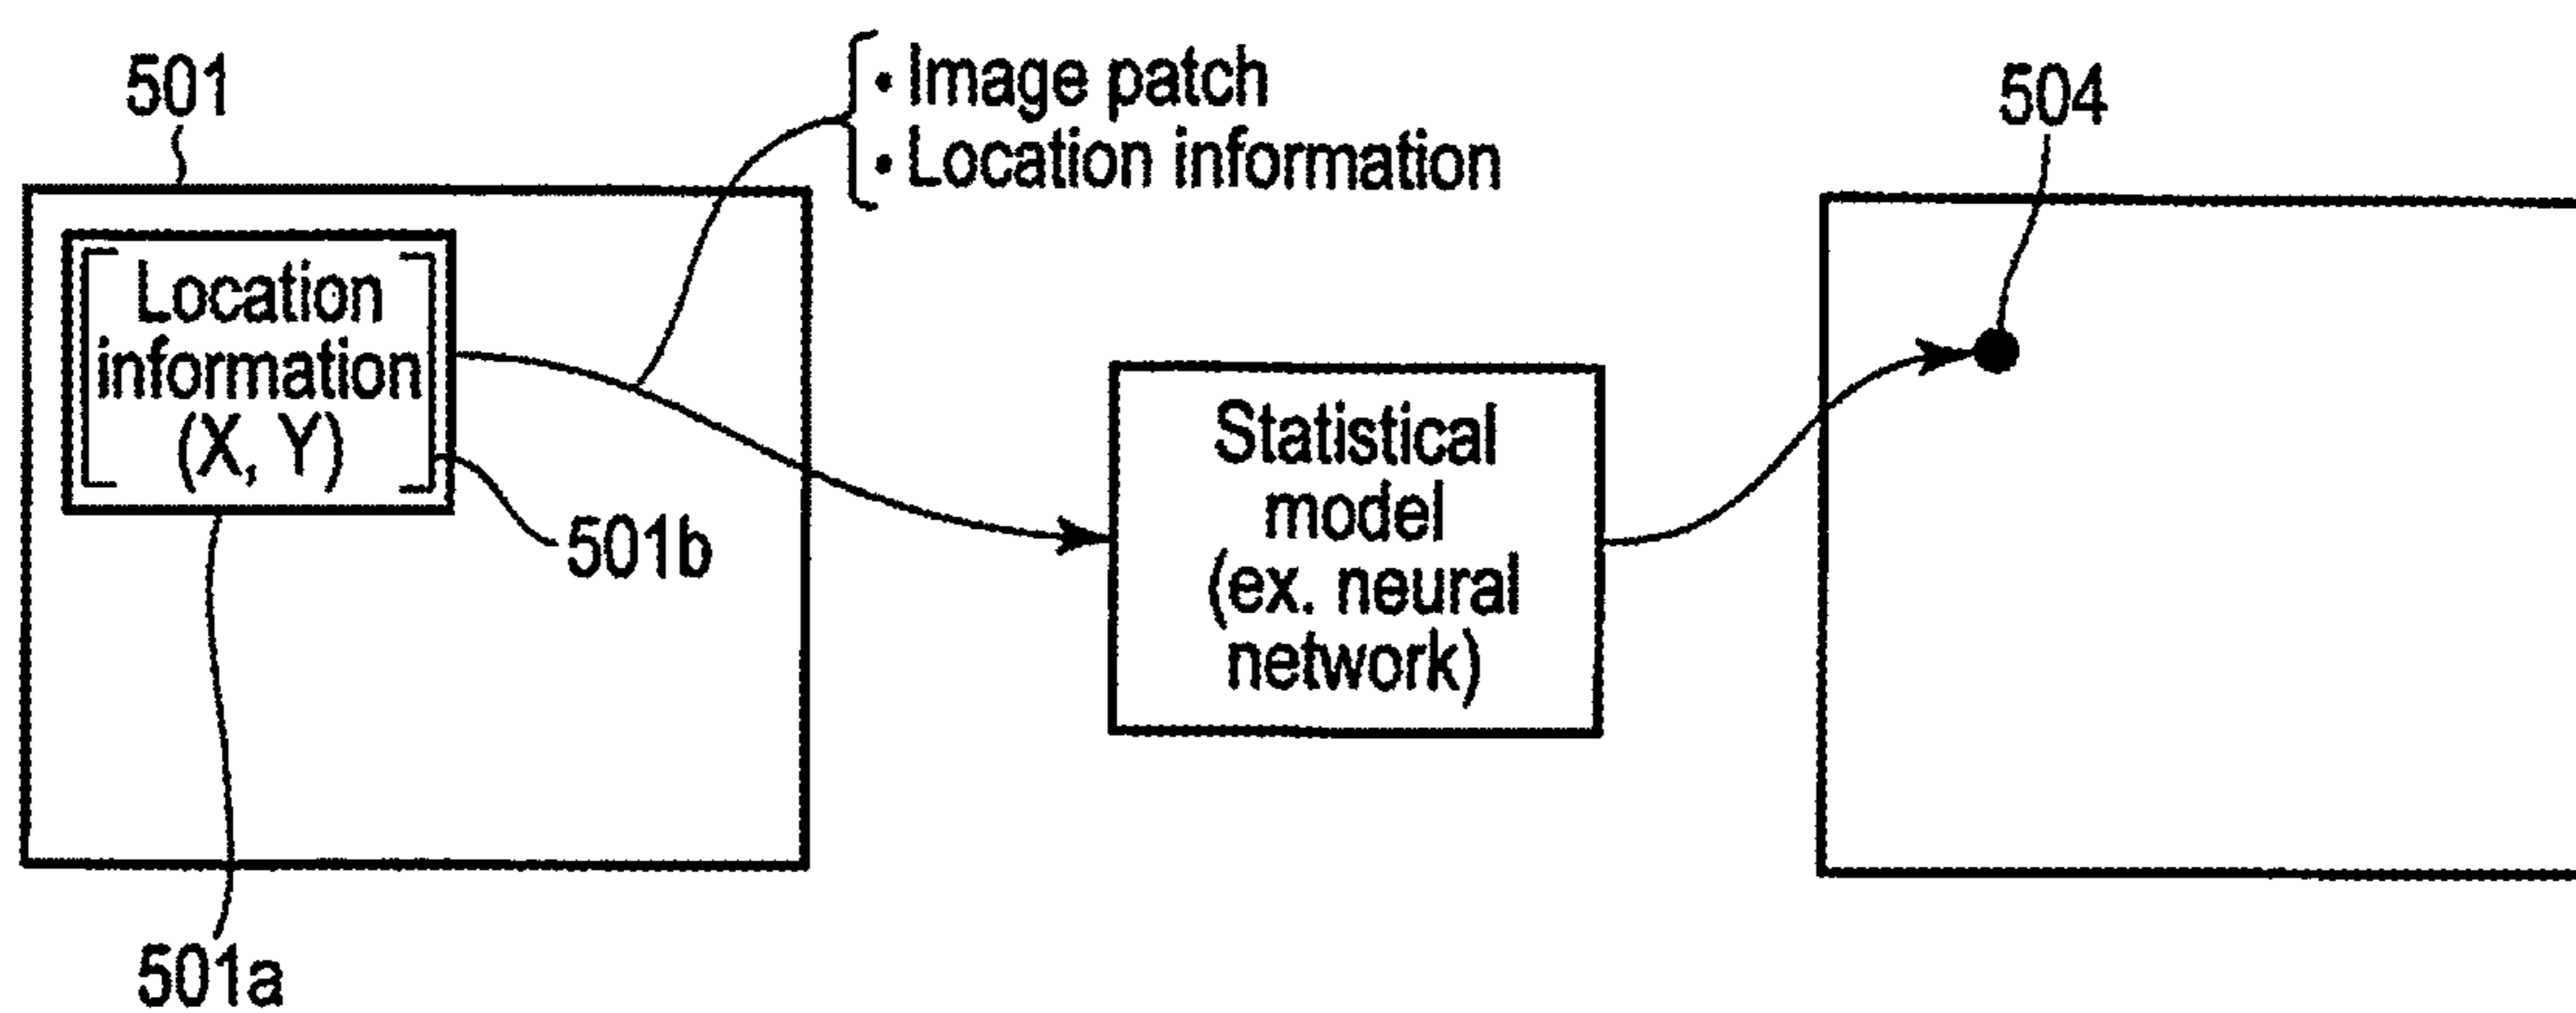 501
• Image patch
• Location information
504
Location
information
(X, Y)
501b
Statistical
model
(ex. neural
network)
501a